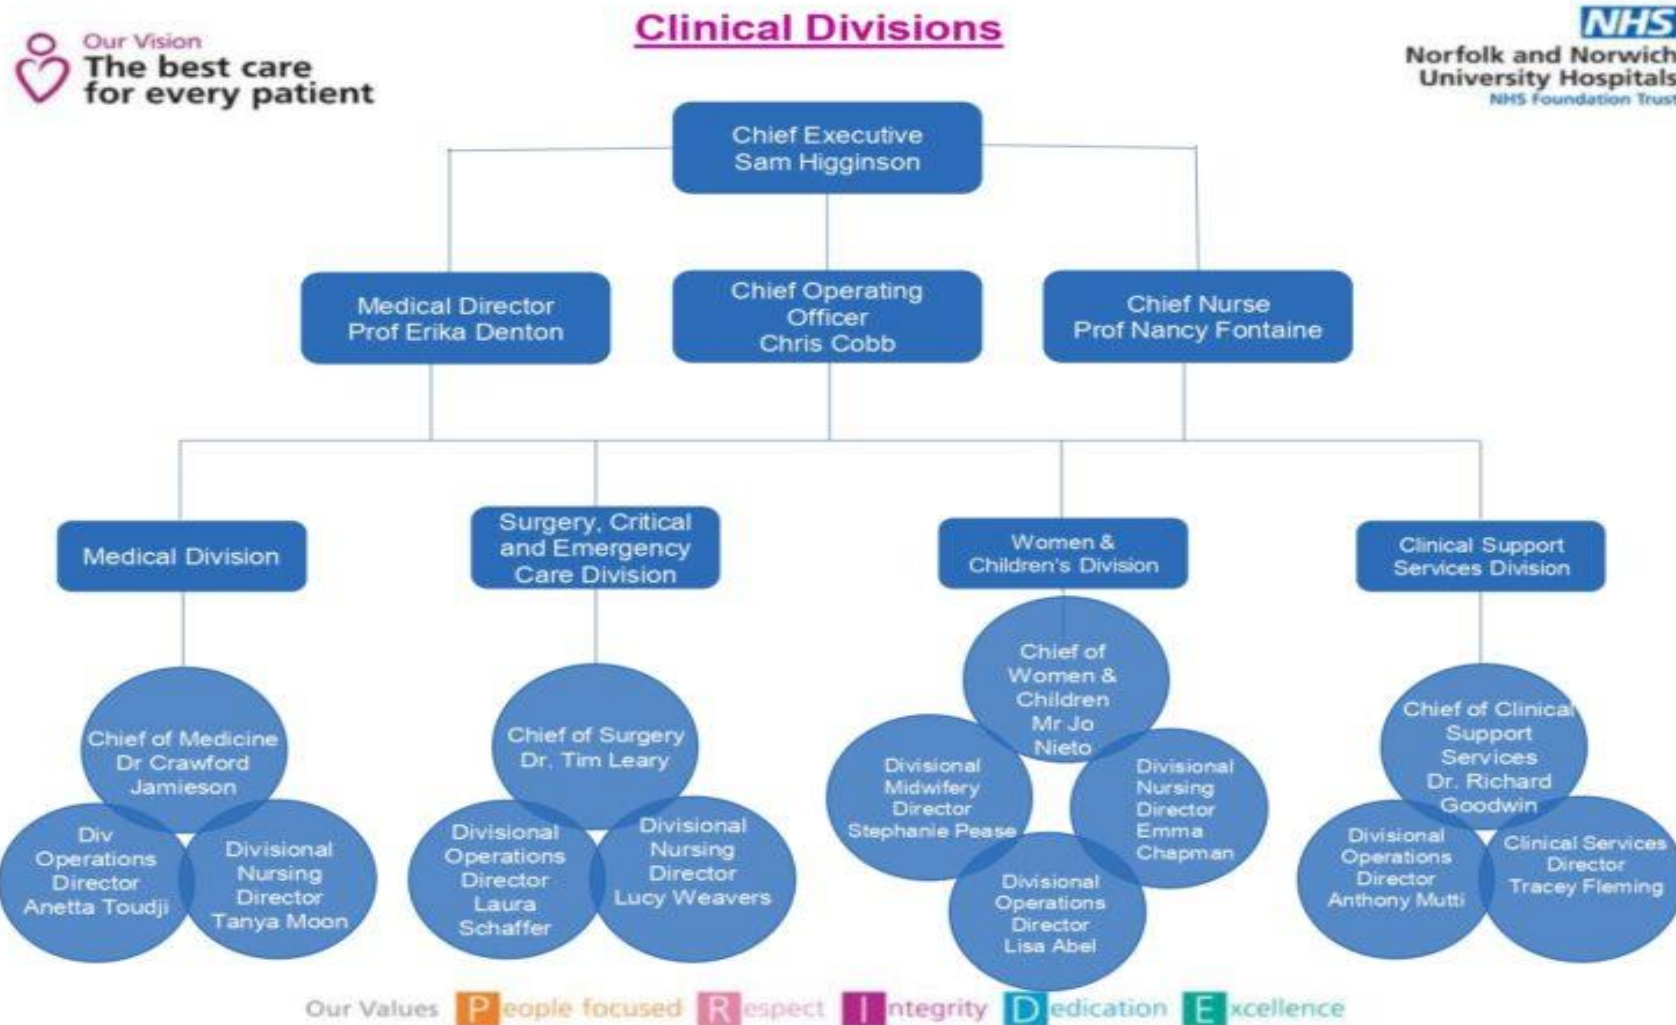 Our Vision
The best care
for every patient
Clinical Divisions
NHS
Norfolk and Norwich
University Hospitals
NHS Foundation Trust
Chief Executive
Sam Higginson
Medical Director
Prof Erika Denton
Chief Operating
Officer
Chris Cobb
Chief Nurse
Prof Nancy Fontaine
Medical Division
Surgery, Critical
and Emergency
Care Division
Women &
Children's Division
Clinical Support
Services Division
Chief of Medicine
Dr Crawford
Jamieson
Div
Operations
Director
Anetta Toudji
Divisional
Nursing
Director
Tanya Moon
Chief of Surgery
Dr. Tim Leary
Divisional
Operations
Director
Laura
Schaffer
Divisional
Nursing
Director
Lucy Weavers
Chief of
Women &
Children
Mr Jo
Nieto
Divisional
Midwifery
Director
Stephanie Pease
Divisional
Nursing
Director
Emma
Chapman
Divisional
Operations
Director
Lisa Abel
Chief of Clinical
Support
Services
Dr. Richard
Goodwin
Divisional
Operations
Director
Anthony Mutti
Clinical Services
Director
Tracey Fleming
Our Values People focused Respect Integrity Dedication Excellence